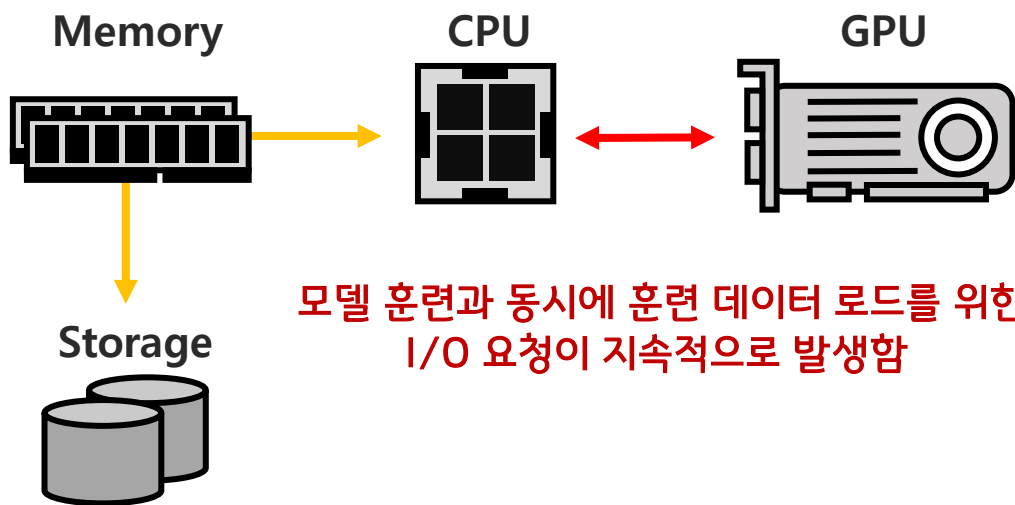 Memory
CPU
GPU
모델 훈련과 동시에 훈련 데이터 로드를 위한
I/O 요청이 지속적으로 발생함
Storage